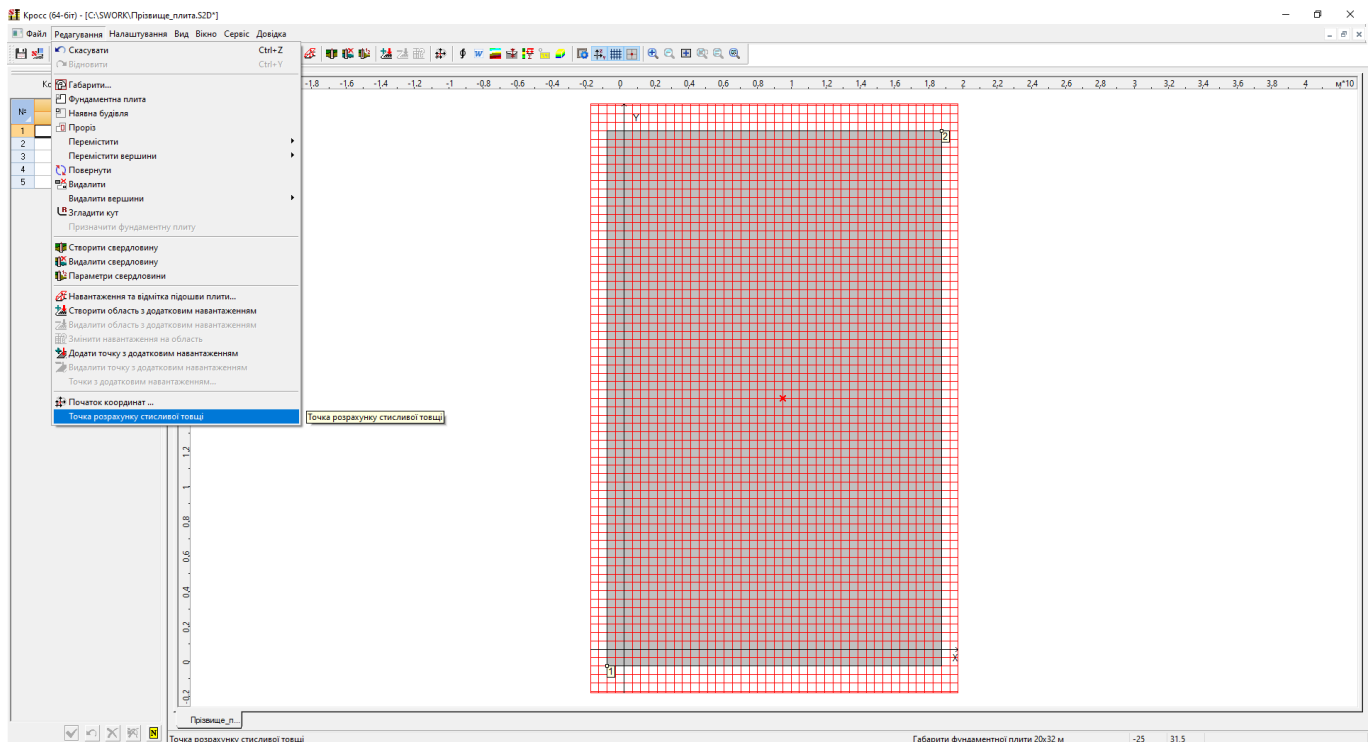 Кросс (64-біт) - [C:\SWORK\Прізвище_плита.S2D*]
Файл Редагування Налаштування Вид Вікно Сервіс Довідка
Скасувати Ctrl+Z
Відновити Ctrl+Y
Габарити...
Фундаментна плита
Наявна будівля
Проріз
Перемістити
Перемістити вершини
Повернути
Видалити
Видалити вершини
Згладити кут
Призначити фундаментну плиту
Створити свердловину
Видалити свердловину
Параметри свердловини
Навантаження та відмітка підошви плити...
Створити область з додатковим навантаженням
Видалити область з додатковим навантаженням
Змінити навантаження на область
Додати точку з додатковим навантаженням
Видалити точку з додатковим навантаженням
Точки з додатковим навантаженням...
Початок координат ...
Точка розрахунку стисливої товщі
Точка розрахунку стисливої товщі
№
1
2
3
4
5
-1,8 -1,6 -1,4 -1,2 -1 -0,8 -0,6 -0,4 -0,2 0 0,2 0,4 0,6 0,8 1 1,2 1,4 1,6 1,8 2 2,2 2,4 2,6 2,8 3 3,2 3,4 3,6 3,8 4 м*10
Y
2
1,2
1
0,8
0,6
0,4
0,2
0
-0,2
X
1
Прізвище_п...
Точка розрахунку стисливої товщі
Габарити фундаментної плити 20x32 м -25 31.5